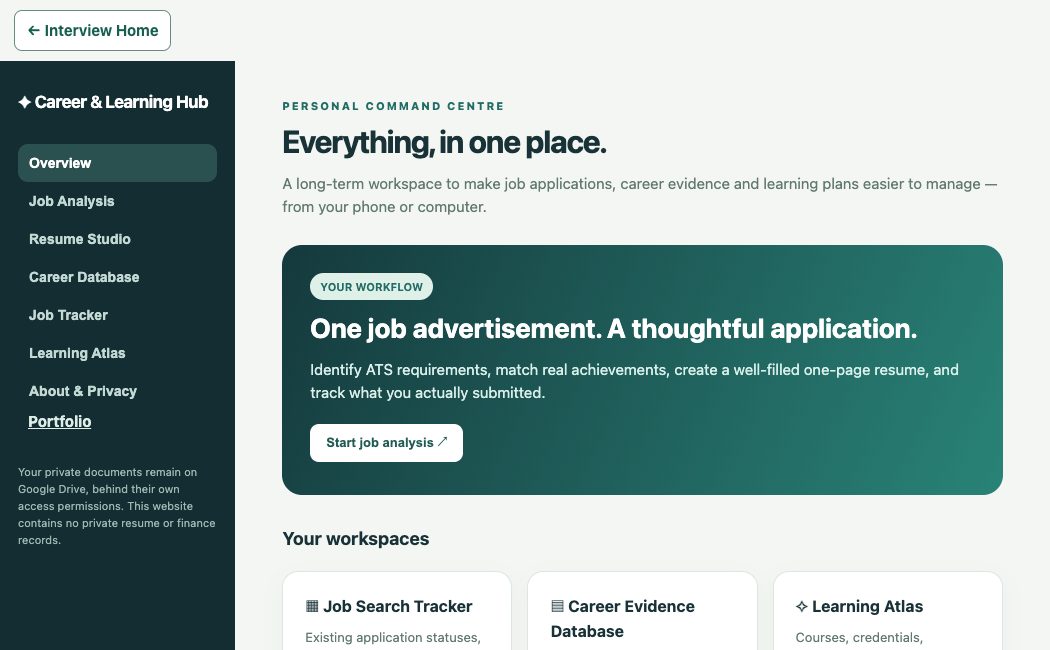 ← Interview Home
✦ Career & Learning Hub
Overview
Job Analysis
Resume Studio
Career Database
Job Tracker
Learning Atlas
About & Privacy
Portfolio
Your private documents remain on
Google Drive, behind their own
access permissions. This website
contains no private resume or finance
records.
PERSONAL COMMAND CENTRE
Everything, in one place.
A long-term workspace to make job applications, career evidence and learning plans easier to manage —
from your phone or computer.
YOUR WORKFLOW
One job advertisement. A thoughtful application.
Identify ATS requirements, match real achievements, create a well-filled one-page resume, and
track what you actually submitted.
Start job analysis ↗
Your workspaces
▦ Job Search Tracker
Existing application statuses,
▤ Career Evidence
Database
✧ Learning Atlas
Courses, credentials,